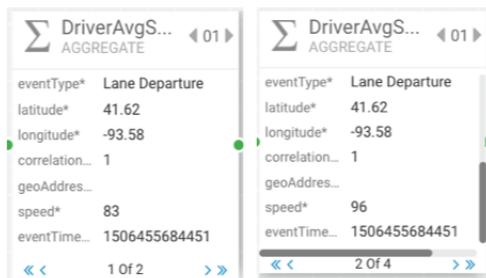 DriverAvgS...
01
AGGREGATE
eventType* Lane Departure
latitude* 41.62
longitude* -93.58
correlation... 1
geoAddres...
speed* 83
eventTime... 1506455684451
« < 1 Of 2 > »
DriverAvgS...
01
AGGREGATE
eventType* Lane Departure
latitude* 41.62
longitude* -93.58
correlation... 1
geoAddres...
speed* 96
eventTime... 1506455684451
« < 2 Of 4 > »